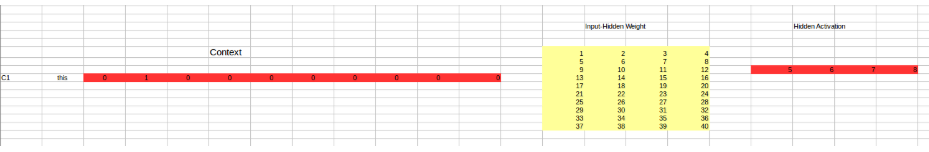 Input-Hidden Weight Hidden Activation
Context
1 2 3 4
5 6 7 8
9 10 11 12 5 6 7 8
C1 this 0 1 0 0 0 0 0 0 0 0 13 14 15 16
17 18 19 20
21 22 23 24
25 26 27 28
29 30 31 32
33 34 35 36
37 38 39 40